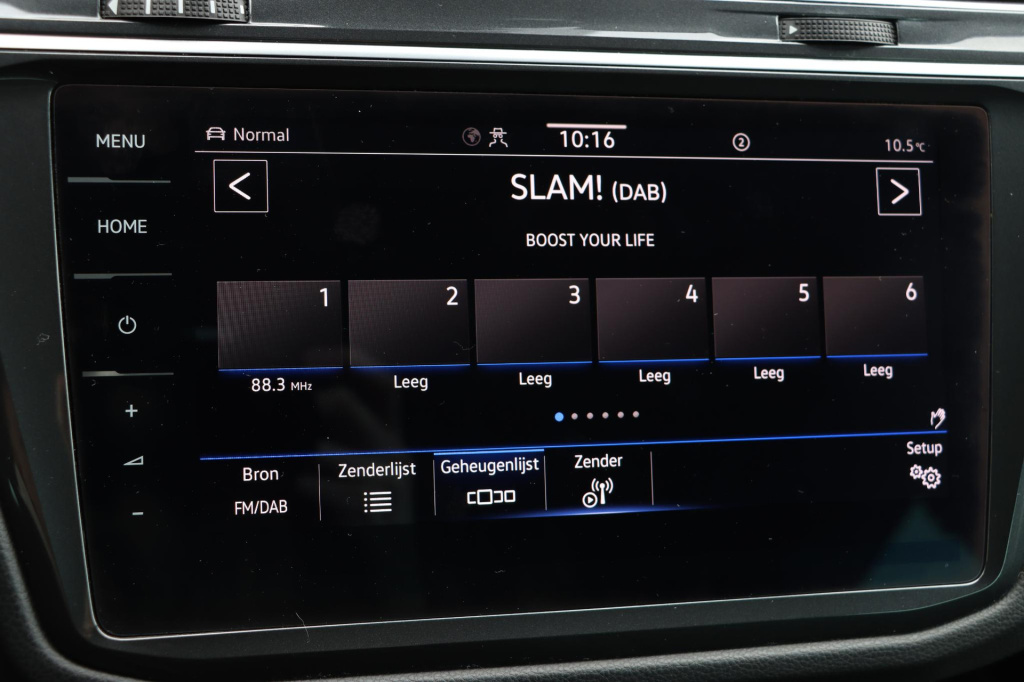 MENU
HOME
Normal
10:16
2
10.5°C
SLAM! (DAB)
BOOST YOUR LIFE
1
2
3
4
5
6
88.3 MHz
Leeg
Leeg
Leeg
Leeg
Leeg
Bron
FM/DAB
Zenderlijst
Geheugenlijst
Zender
Setup